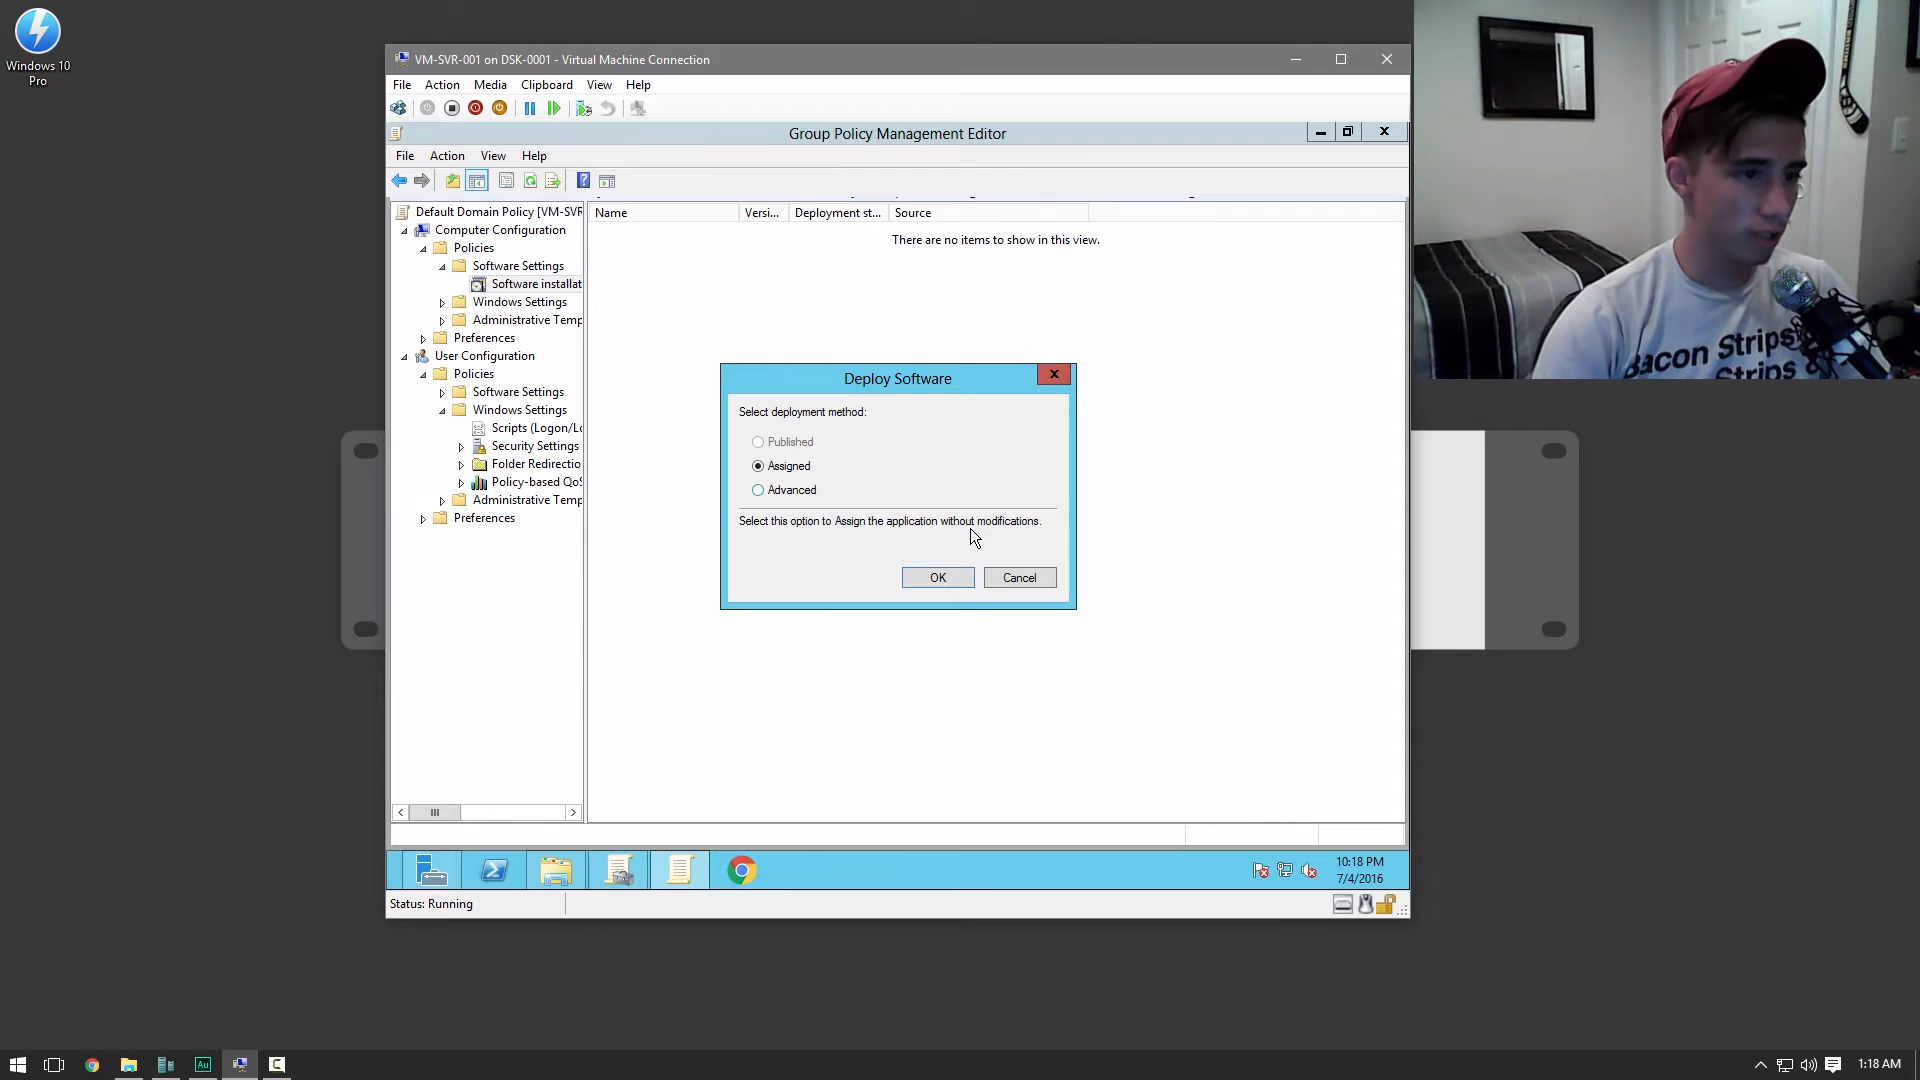 Windows 10
Pro
VM-SVR-001 on DSK-0001 - Virtual Machine Connection
File Action Media Clipboard View Help
Group Policy Management Editor
File Action View Help
Default Domain Policy [VM-SVR
Computer Configuration
Policies
Software Settings
Software installat
Windows Settings
Administrative Temp
Preferences
User Configuration
Policies
Software Settings
Windows Settings
Scripts (Logon/Lo
Security Settings
Folder Redirectio
Policy-based QoS
Administrative Temp
Preferences
Name Versi... Deployment st... Source
There are no items to show in this view.
Deploy Software
Select deployment method:
Published
Assigned
Advanced
Select this option to Assign the application without modifications.
OK Cancel
10:18 PM
7/4/2016
Status: Running
Bacon Strips
Strips &
Au
1:18 AM